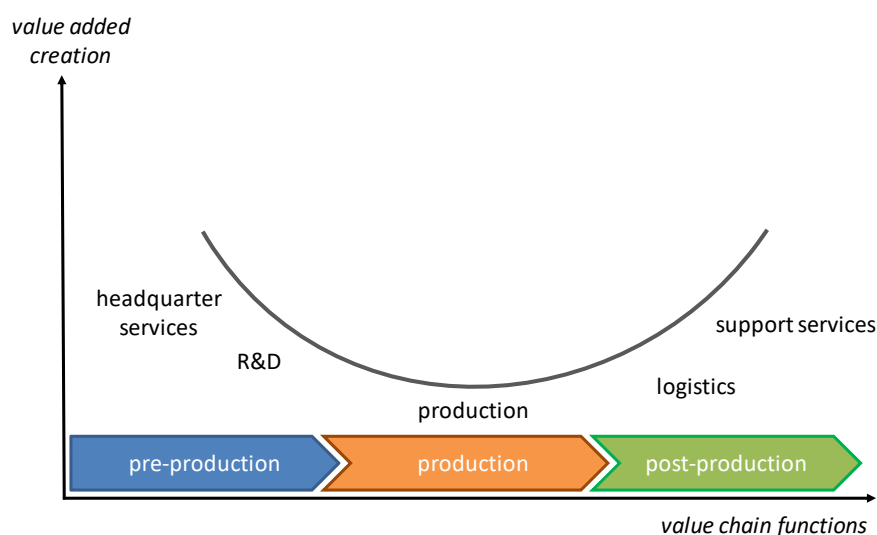 value added
creation
headquarter
services
R&D
production
logistics
support services
pre-production
production
post-production
value chain functions